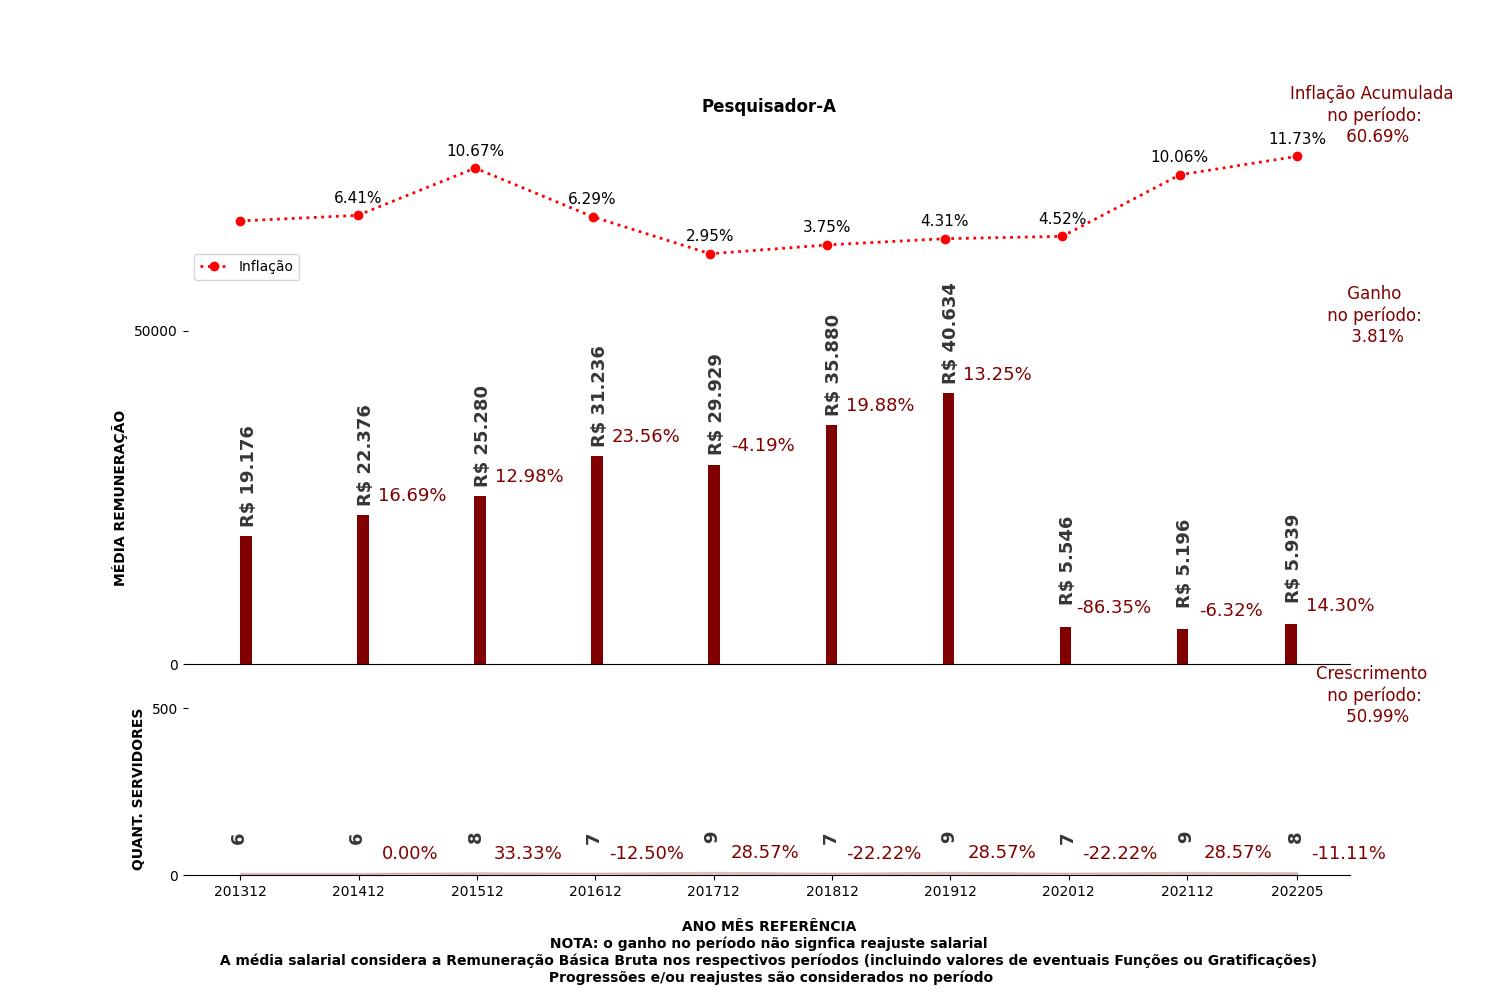 Pesquisador-A
Inflação Acumulada
no período:
60.69%
6.41%
10.67%
6.29%
2.95%
3.75%
4.31%
4.52%
10.06%
11.73%
Inflação
Ganho
no período:
3.81%
MÉDIA REMUNERAÇÃO
50000
0
R$ 19.176
R$ 22.376
16.69%
R$ 25.280
12.98%
R$ 31.236
23.56%
R$ 29.929
-4.19%
R$ 35.880
19.88%
R$ 40.634
13.25%
R$ 5.546
-86.35%
R$ 5.196
-6.32%
R$ 5.939
14.30%
Crescrimento
no período:
50.99%
QUANT. SERVIDORES
500
0
6
6
0.00%
8
33.33%
7
-12.50%
9
28.57%
7
-22.22%
9
28.57%
7
-22.22%
9
28.57%
8
-11.11%
201312
201412
201512
201612
201712
201812
201912
202012
202112
202205
ANO MÊS REFERÊNCIA
NOTA: o ganho no período não signfica reajuste salarial
A média salarial considera a Remuneração Básica Bruta nos respectivos períodos (incluindo valores de eventuais Funções ou Gratificações)
Progressões e/ou reajustes são considerados no período